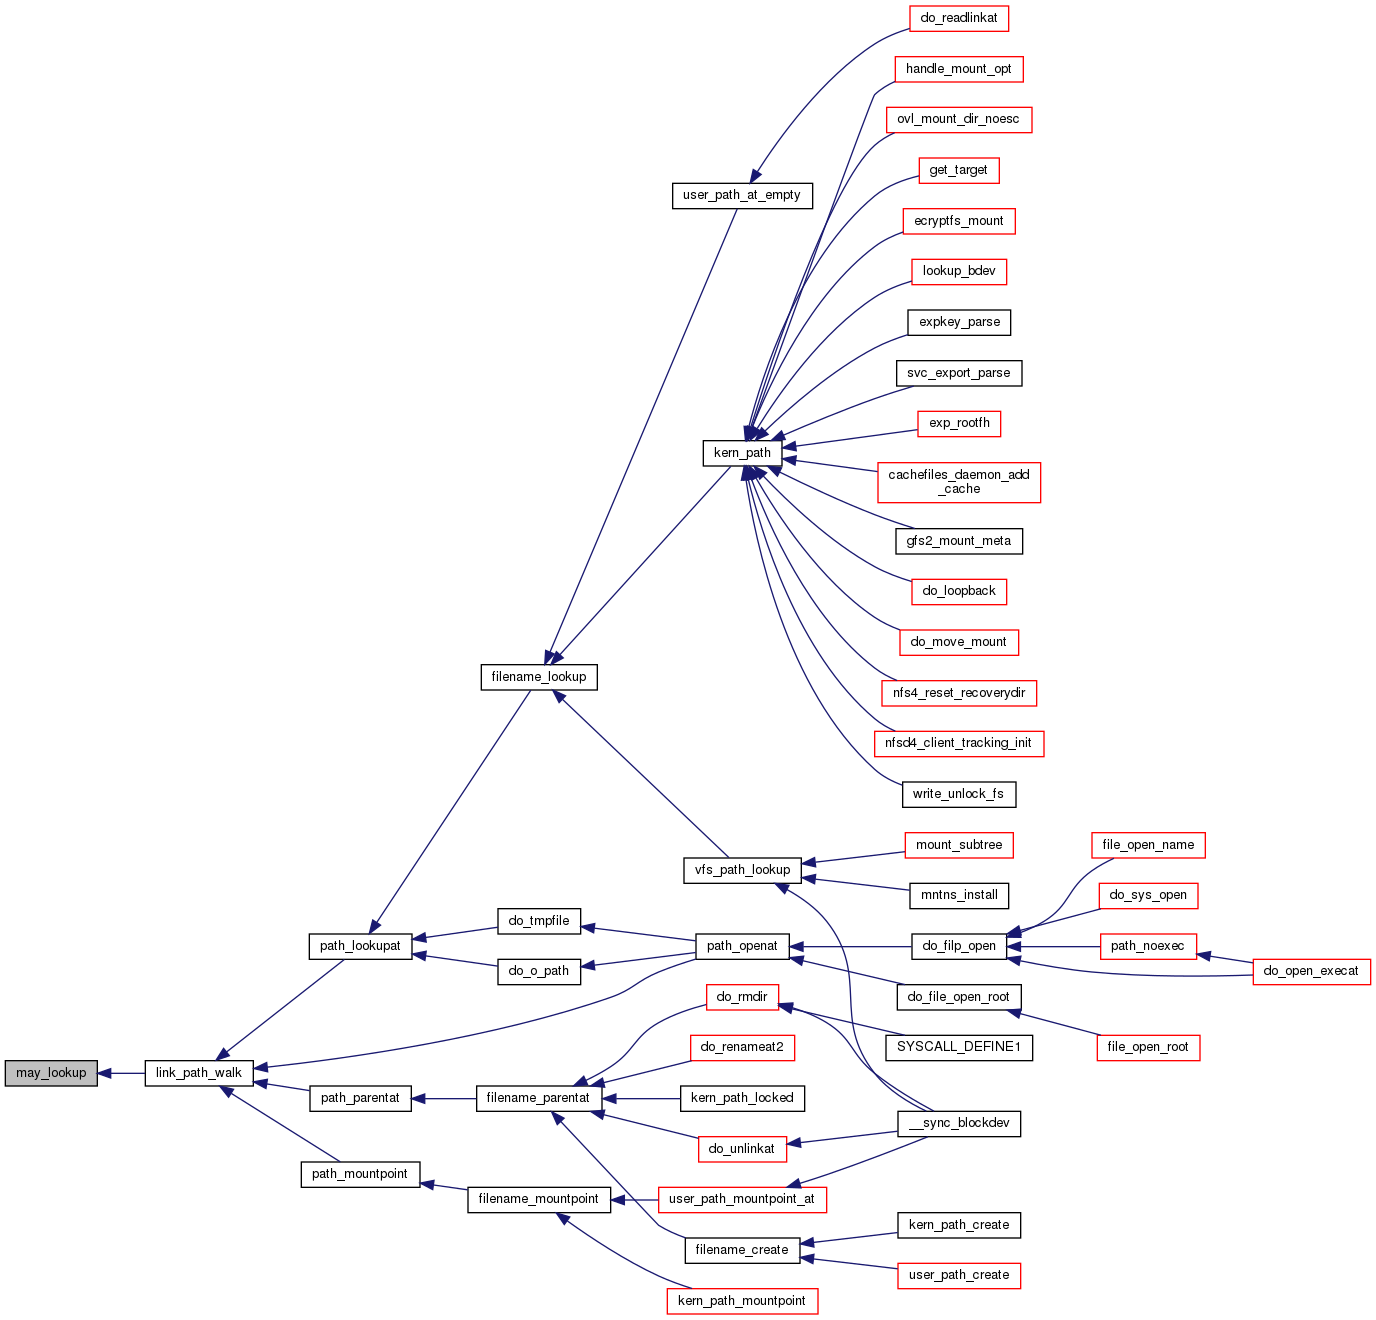 do_readlinkat
handle_mount_opt
ovl_mount_dir_noesc
get_target
user_path_at_empty
ecryptfs_mount
lookup_bdev
expkey_parse
svc_export_parse
exp_rootfh
kern_path
cachefiles_daemon_add
_cache
gfs2_mount_meta
do_loopback
do_move_mount
filename_lookup
nfs4_reset_recoverydir
nfsd4_client_tracking_init
write_unlock_fs
mount_subtree
file_open_name
vfs_path_lookup
mntns_install
do_sys_open
do_tmpfile
path_lookupat
path_openat
do_filp_open
path_noexec
do_o_path
do_open_execat
do_rmdir
do_file_open_root
do_renameat2
SYSCALL_DEFINE1
file_open_root
may_lookup
link_path_walk
path_parentat
filename_parentat
kern_path_locked
__sync_blockdev
do_unlinkat
path_mountpoint
filename_mountpoint
user_path_mountpoint_at
kern_path_create
filename_create
user_path_create
kern_path_mountpoint